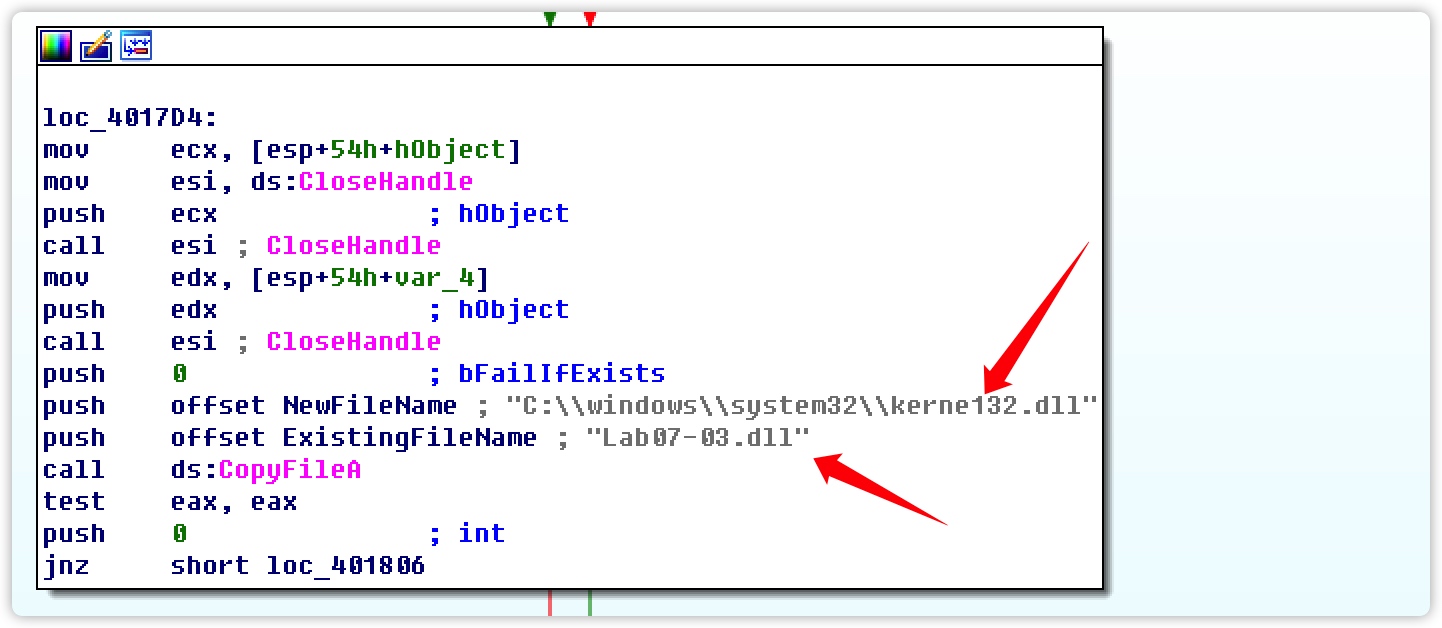 loc_4017D4:
mov ecx, [esp+54h+hObject]
mov esi, ds:CloseHandle
push ecx ; hObject
call esi ; CloseHandle
mov edx, [esp+54h+var_4]
push edx ; hObject
call esi ; CloseHandle
push 0 ; bFailIfExists
push offset NewFileName ; "C:\\windows\\system32\\kerne132.dll"
push offset ExistingFileName ; "Lab07-03.dll"
call ds:CopyFileA
test eax, eax
push 0 ; int
jnz short loc_401806